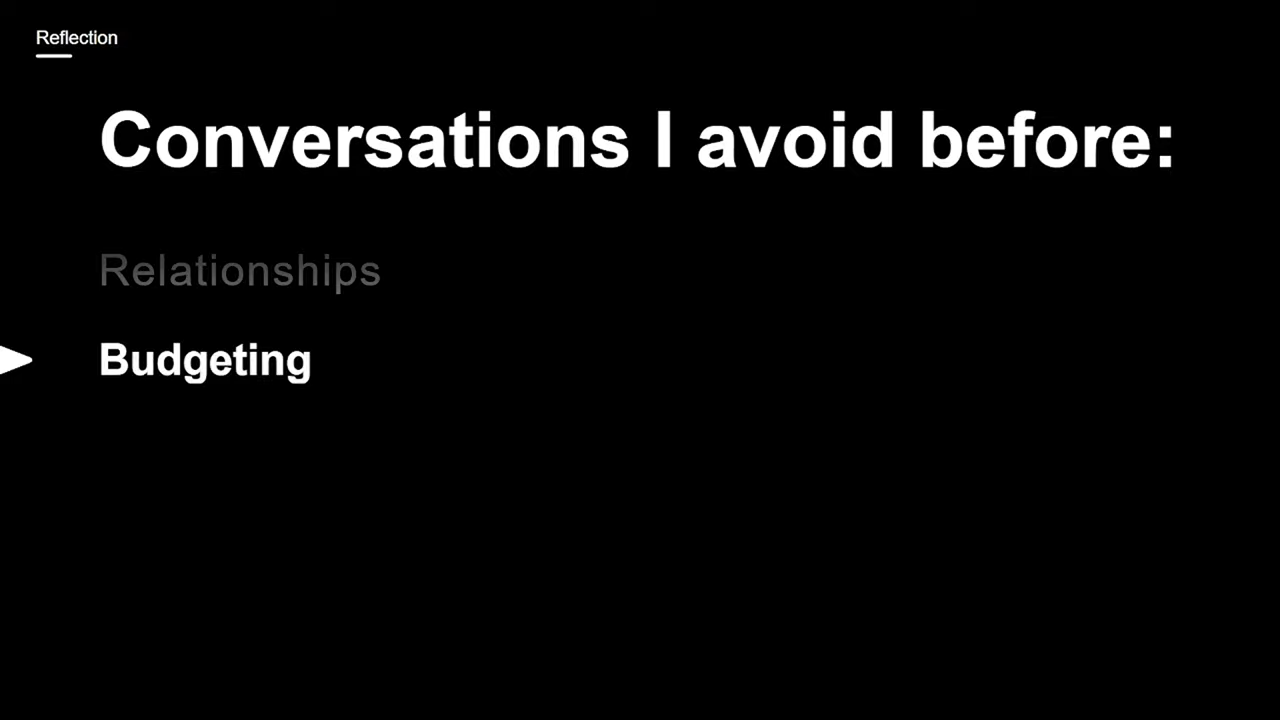 Reflection
Conversations I avoid before:
Relationships
Budgeting